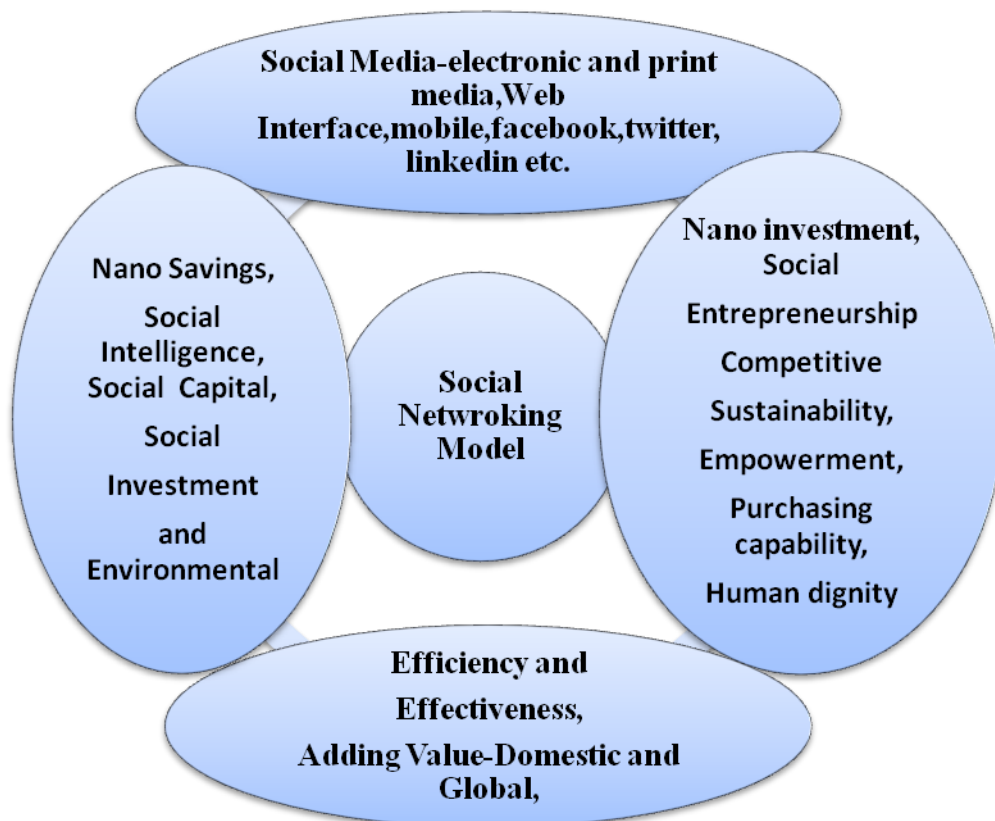 Social Media-electronic and print
media,Web
Interface,mobile,facebook,twitter,
linkedin etc.
Nano Savings,
Social
Intelligence,
Social Capital,
Social
Investment
and
Environmental
Social
Netwroking
Model
Nano investment,
Social
Entrepreneurship
Competitive
Sustainability,
Empowerment,
Purchasing
capability,
Human dignity
Efficiency and
Effectiveness,
Adding Value-Domestic and
Global,